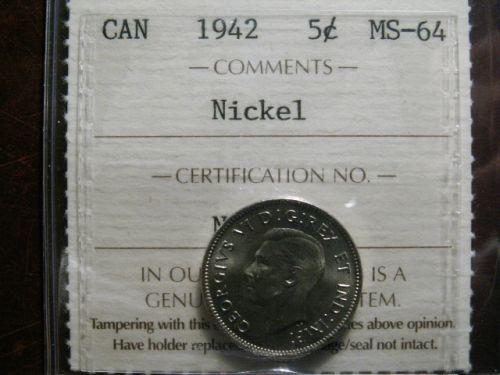 CAN 1942 5¢ MS-64
— COMMENTS —
Nickel
— CERTIFICATION NO. —
N
IN OU IS A
GENU TEM.
Tampering with this es above opinion.
Have holder replace ge/seal not intact.
GEORGIVS VI D:G:REX ET IND:IMP: